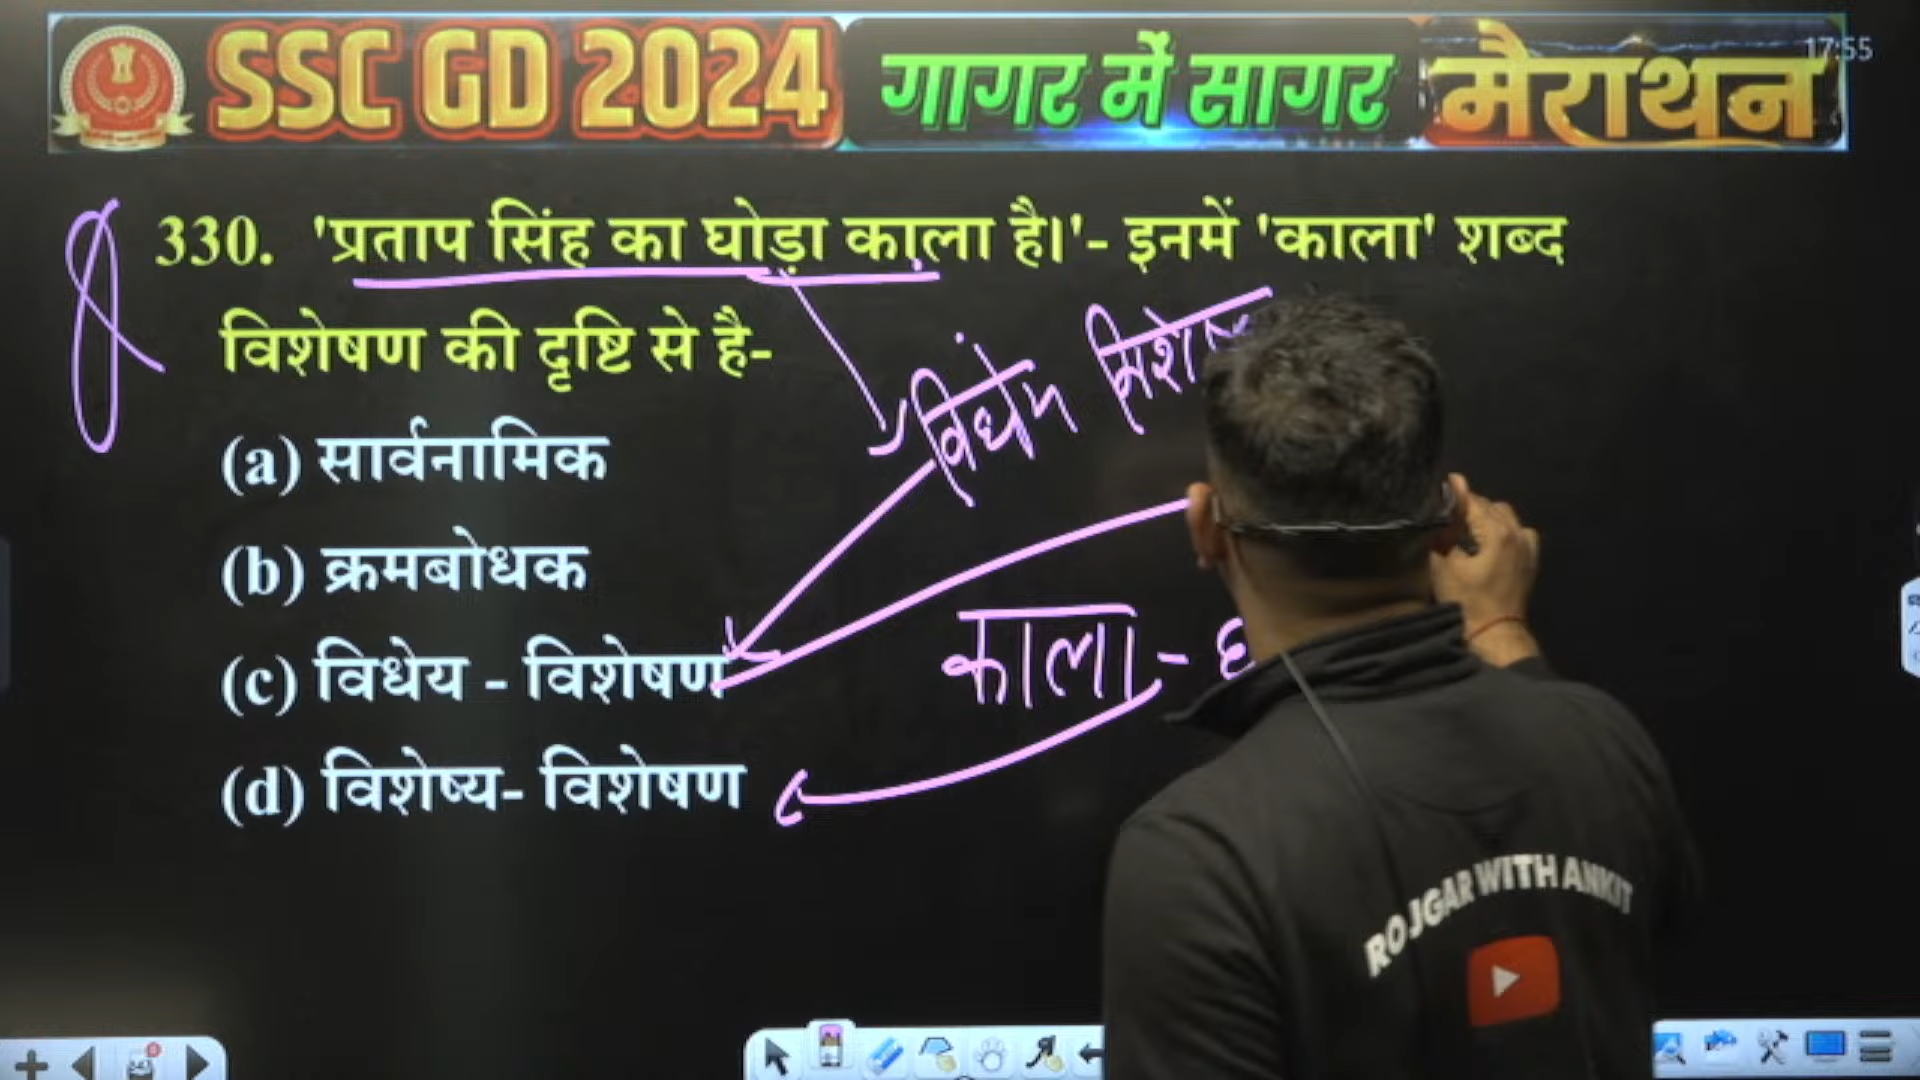 SSC GD 2024 गागर में सागर मैराथन
17:55
330. 'प्रताप सिंह का घोड़ा काला है।'- इनमें 'काला' शब्द
विशेषण की दृष्टि से है-
(a) सार्वनामिक
(b) क्रमबोधक
(c) विधेय - विशेषण
(d) विशेष्य- विशेषण
विधेय
काला -
ROJGAR WITH ANKIT